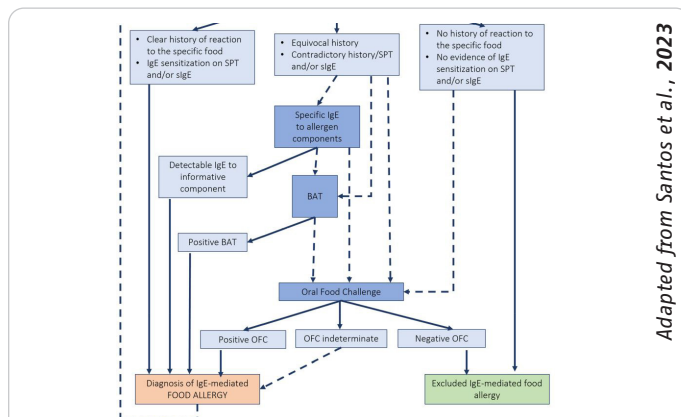 • Clear history of reaction
to the specific food
• IgE sensitization on SPT
and/or sIgE
• Equivocal history
• Contradictory history/SPT
and/or sIgE
• No history of reaction to
the specific food
• No evidence of IgE
sensitization on SPT
and/or sIgE
Specific IgE
to allergen
components
Detectable IgE to
informative
component
BAT
Positive BAT
Oral Food Challenge
Positive OFC
OFC indeterminate
Negative OFC
Diagnosis of IgE-mediated
FOOD ALLERGY
Excluded IgE-mediated food
allergy
Adapted from Santos et al., 2023